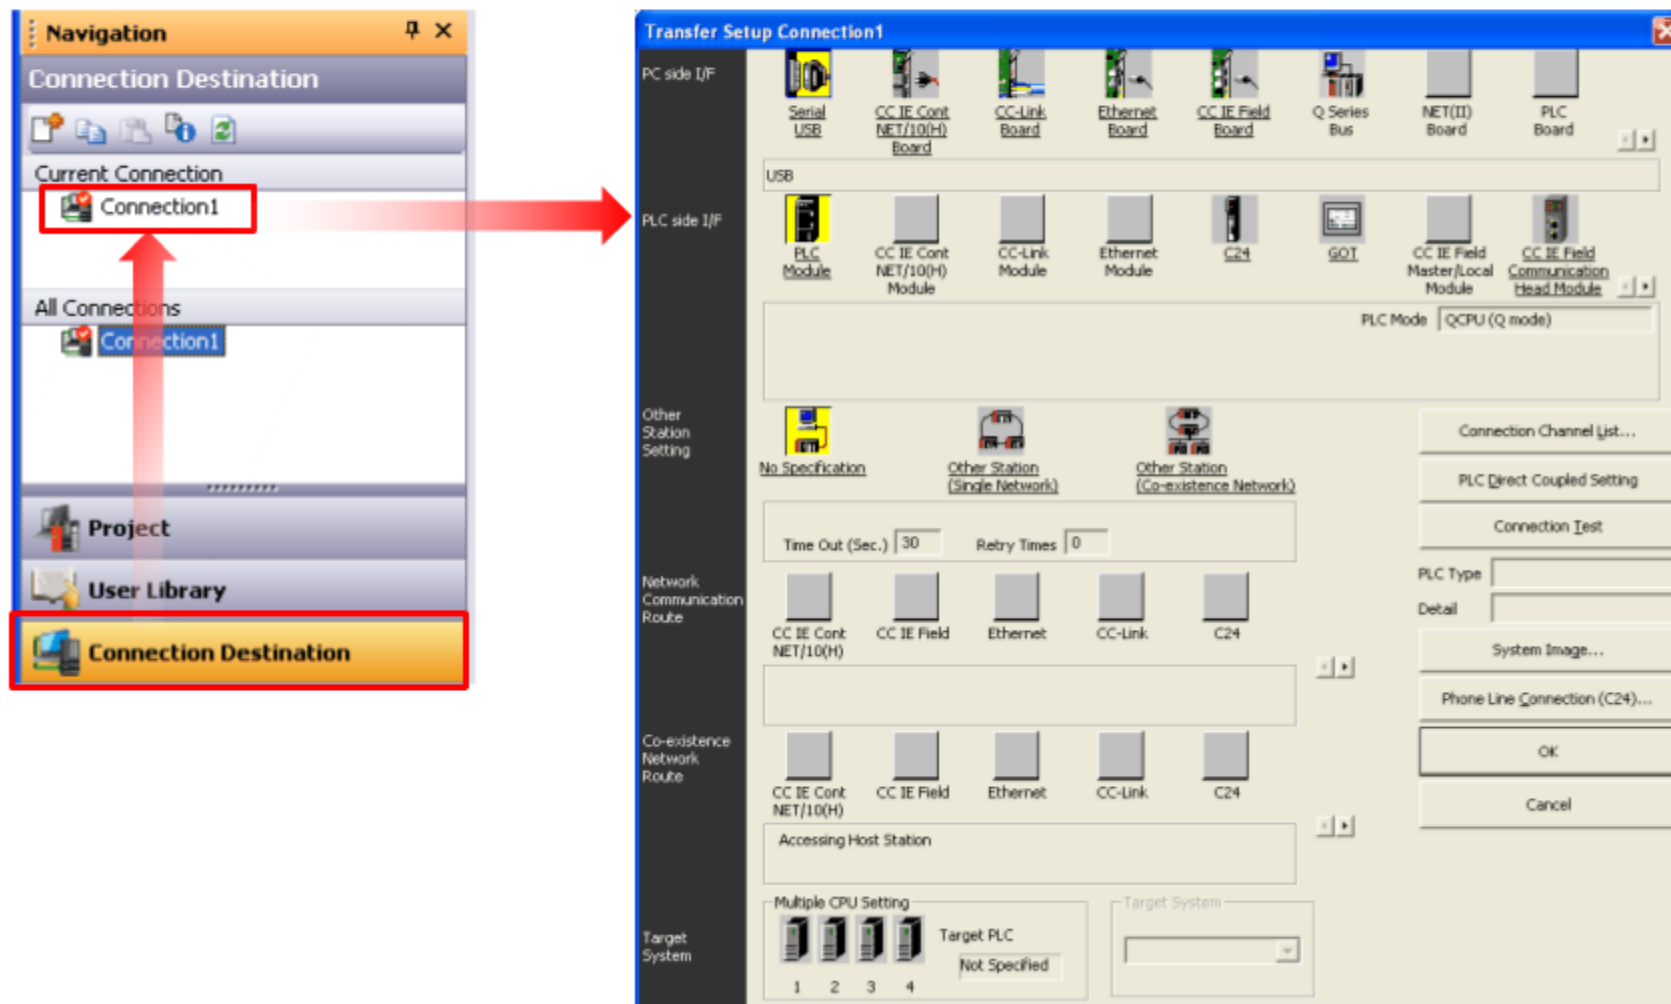 Navigation
Connection Destination
Current Connection
Connection1
All Connections
Connection1
Project
User Library
Connection Destination
Transfer Setup Connection1
PC side I/F
Serial
USB
CC IE Cont
NET/10(H)
Board
CC-Link
Board
Ethernet
Board
CC IE Field
Board
Q Series
Bus
NET(II)
Board
PLC
Board
USB
PLC side I/F
PLC
Module
CC IE Cont
NET/10(H)
Module
CC-Link
Module
Ethernet
Module
C24
GOT
CC IE Field
Master/Local
Module
CC IE Field
Communication
Head Module
PLC Mode QCPU (Q mode)
Other
Station
Setting
No Specification
Other Station
(Single Network)
Other Station
(Co-existence Network)
Time Out (Sec.) 30 Retry Times 0
Connection Channel List...
PLC Direct Coupled Setting
Connection Test
PLC Type
Detail
System Image...
Phone Line Connection (C24)...
OK
Cancel
Network
Communication
Route
CC IE Cont
NET/10(H)
CC IE Field
Ethernet
CC-Link
C24
Co-existence
Network
Route
CC IE Cont
NET/10(H)
CC IE Field
Ethernet
CC-Link
C24
Accessing Host Station
Target
System
Multiple CPU Setting
1 2 3 4
Target PLC
Not Specified
Target System